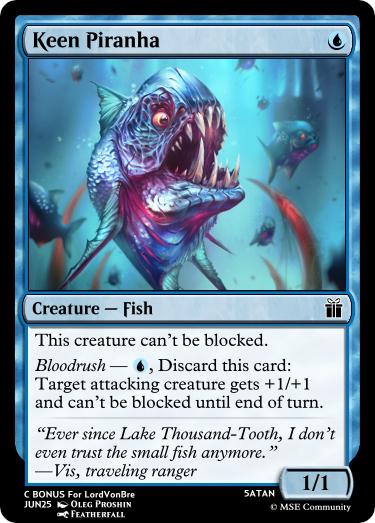 Keen Piranha
Creature — Fish
This creature can't be blocked.
Bloodrush — , Discard this card:
Target attacking creature gets +1/+1
and can't be blocked until end of turn.
"Ever since Lake Thousand-Tooth, I don't
even trust the small fish anymore."
—Vis, traveling ranger
1/1
C BONUS For LordVonBre
5ATAN
JUN25 Oleg Proshin
© MSE Community
Featherfall